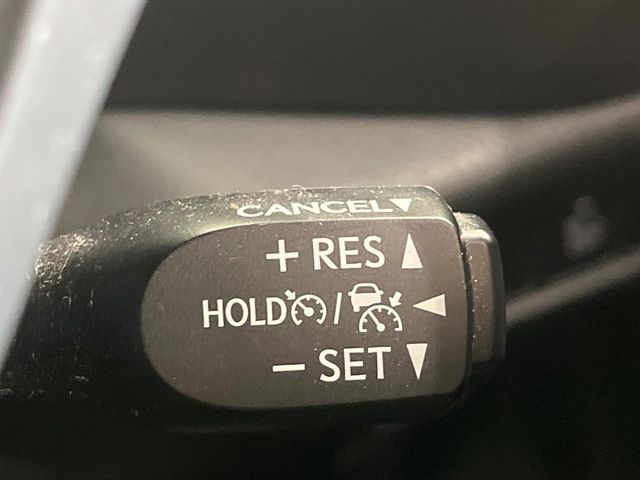 CANCEL▼
+ RES ▲
HOLD / ◀
− SET ▼